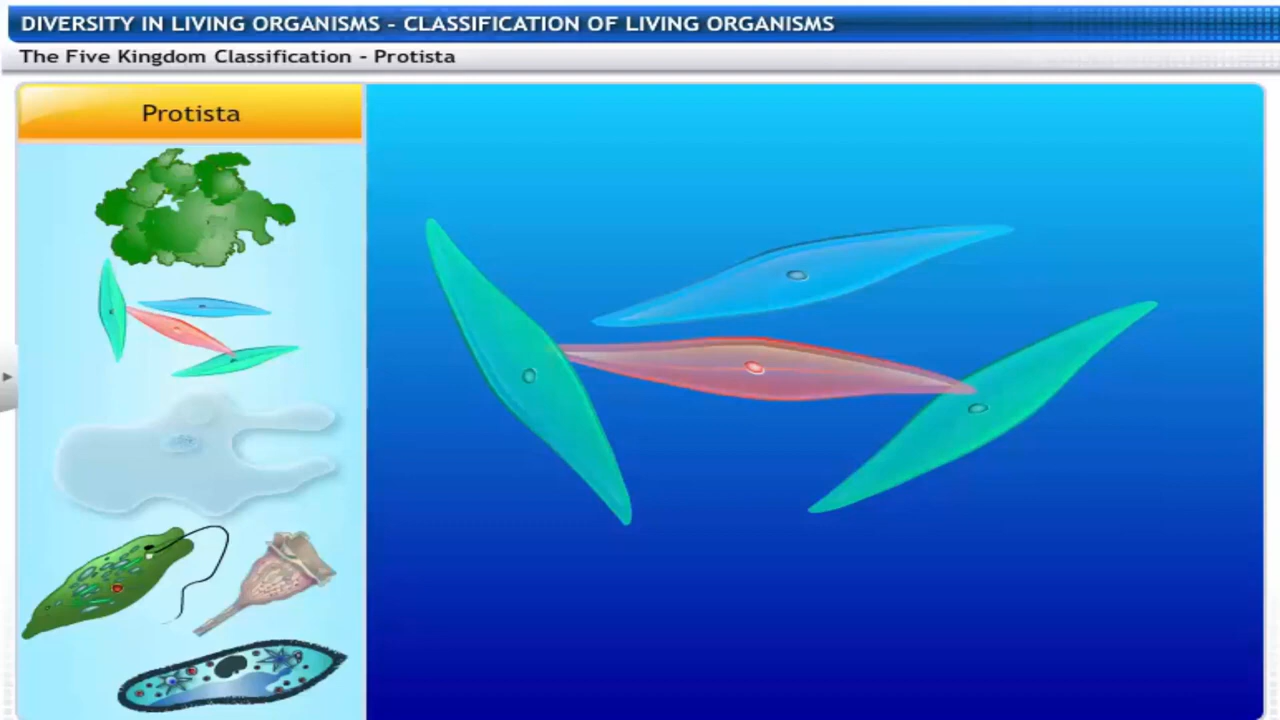 DIVERSITY IN LIVING ORGANISMS - CLASSIFICATION OF LIVING ORGANISMS
The Five Kingdom Classification - Protista
Protista